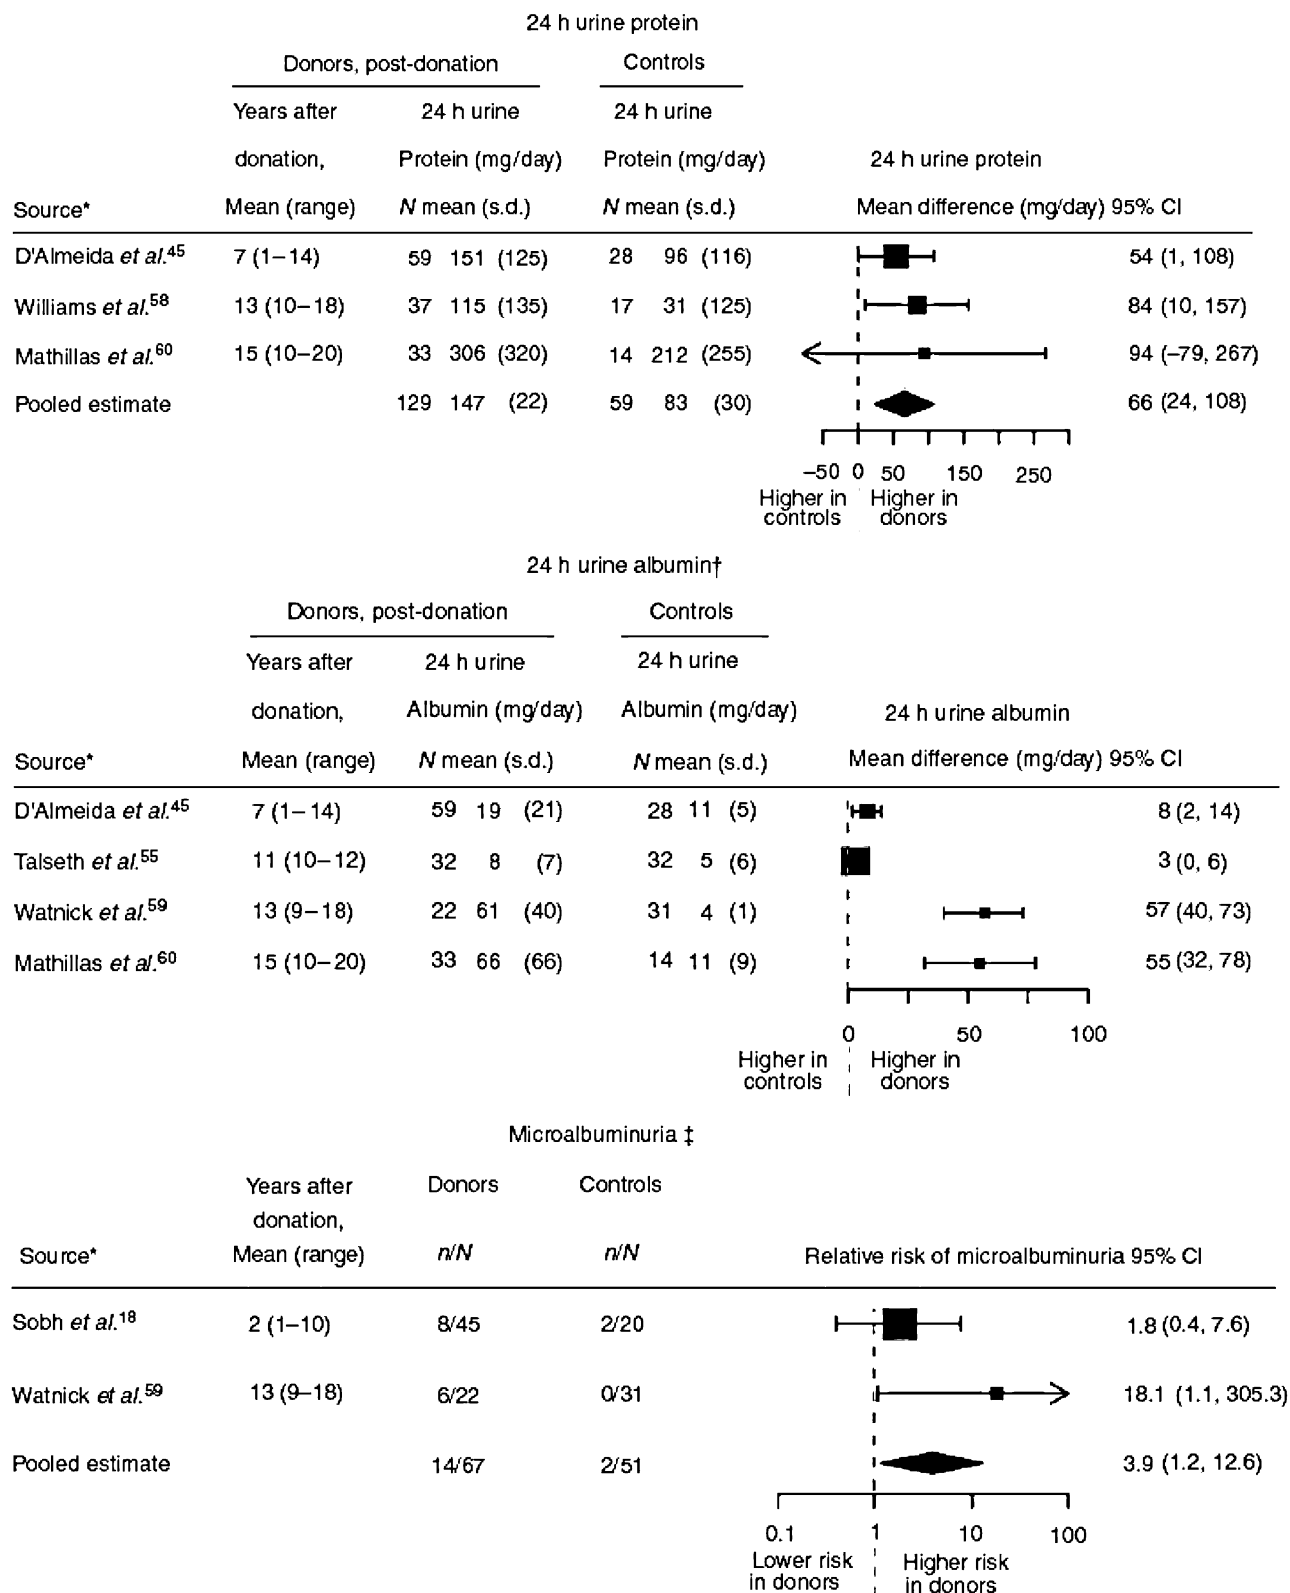 24 h urine protein
Donors, post-donation Controls
Years after 24 h urine 24 h urine
donation, Protein (mg/day) Protein (mg/day) 24 h urine protein
Source* Mean (range) N mean (s.d.) N mean (s.d.) Mean difference (mg/day) 95% CI
D'Almeida et al.45 7 (1–14) 59 151 (125) 28 96 (116) 54 (1, 108)
Williams et al.58 13 (10–18) 37 115 (135) 17 31 (125) 84 (10, 157)
Mathillas et al.60 15 (10–20) 33 306 (320) 14 212 (255) 94 (–79, 267)
Pooled estimate 129 147 (22) 59 83 (30) 66 (24, 108)
–50 0 50 150 250
Higher in Higher in
controls donors
24 h urine albumin†
Donors, post-donation Controls
Years after 24 h urine 24 h urine
donation, Albumin (mg/day) Albumin (mg/day) 24 h urine albumin
Source* Mean (range) N mean (s.d.) N mean (s.d.) Mean difference (mg/day) 95% CI
D'Almeida et al.45 7 (1–14) 59 19 (21) 28 11 (5) 8 (2, 14)
Talseth et al.55 11 (10–12) 32 8 (7) 32 5 (6) 3 (0, 6)
Watnick et al.59 13 (9–18) 22 61 (40) 31 4 (1) 57 (40, 73)
Mathillas et al.60 15 (10–20) 33 66 (66) 14 11 (9) 55 (32, 78)
0 50 100
Higher in Higher in
controls donors
Microalbuminuria ‡
Years after Donors Controls
donation,
Source* Mean (range) n/N n/N Relative risk of microalbuminuria 95% CI
Sobh et al.18 2 (1–10) 8/45 2/20 1.8 (0.4, 7.6)
Watnick et al.59 13 (9–18) 6/22 0/31 18.1 (1.1, 305.3)
Pooled estimate 14/67 2/51 3.9 (1.2, 12.6)
0.1 1 10 100
Lower risk Higher risk
in donors in donors